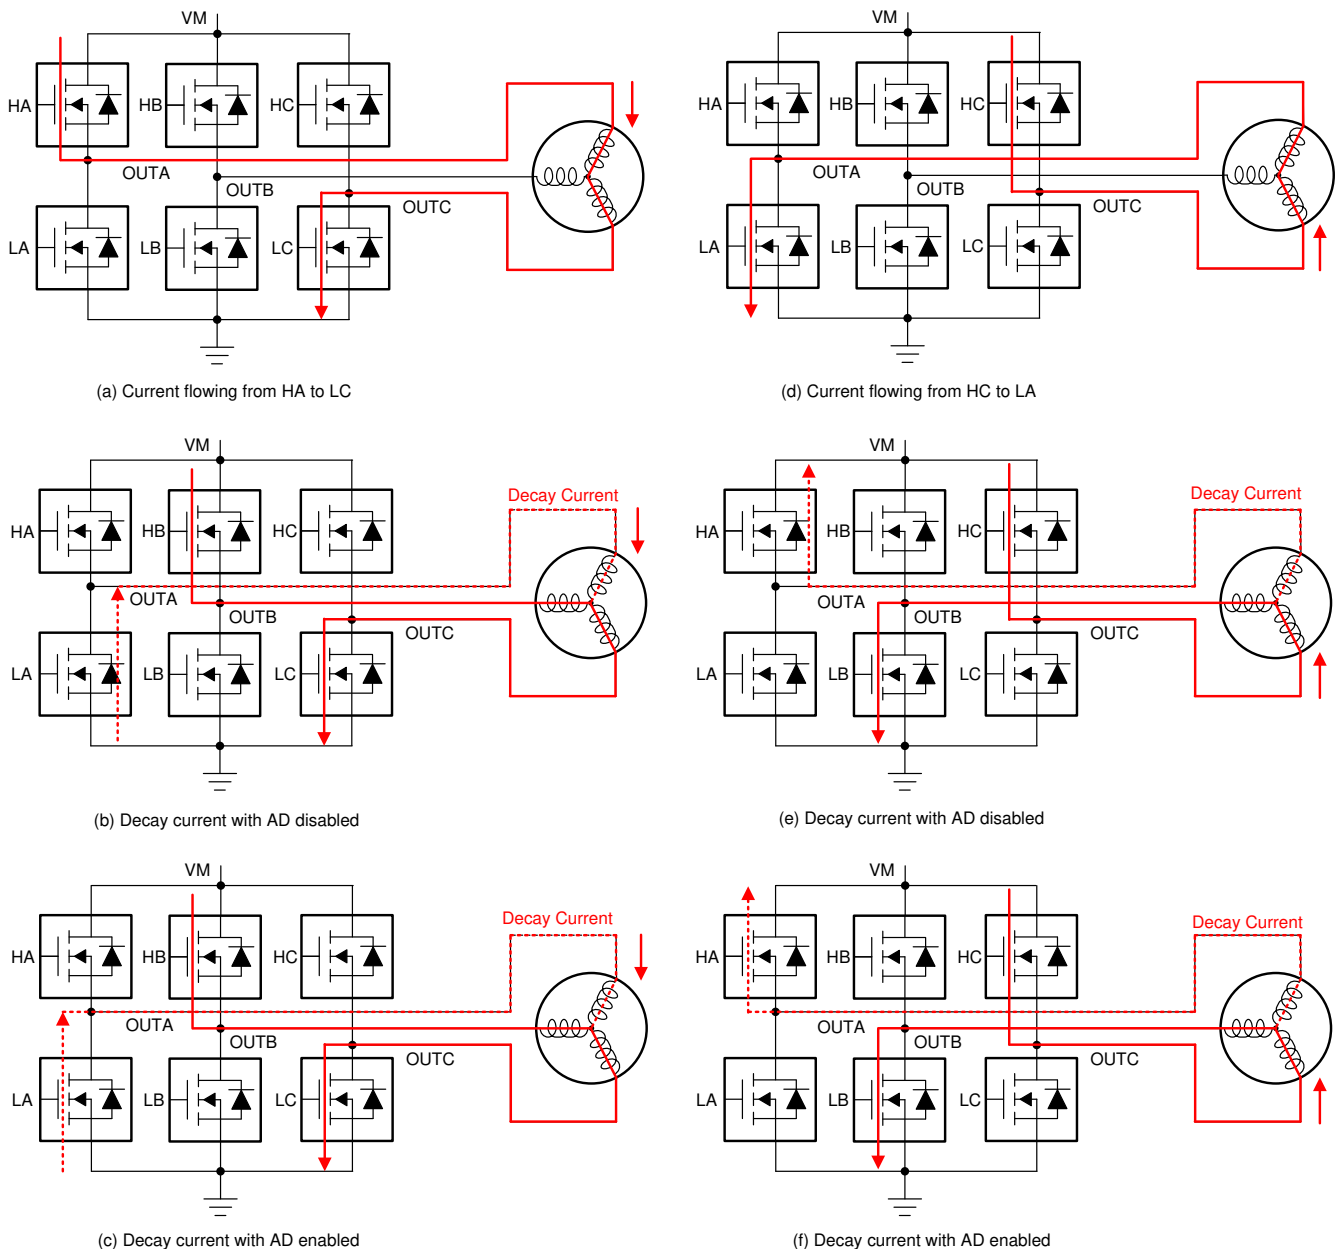 VM
HA
HB
HC
OUTA
OUTB
OUTC
LA
LB
LC
(a) Current flowing from HA to LC
VM
HA
HB
HC
OUTA
OUTB
OUTC
LA
LB
LC
(d) Current flowing from HC to LA
VM
Decay Current
HA
HB
HC
OUTA
OUTB
OUTC
LA
LB
LC
(b) Decay current with AD disabled
VM
Decay Current
HA
HB
HC
OUTA
OUTB
OUTC
LA
LB
LC
(e) Decay current with AD disabled
VM
Decay Current
HA
HB
HC
OUTA
OUTB
OUTC
LA
LB
LC
(c) Decay current with AD enabled
VM
Decay Current
HA
HB
HC
OUTA
OUTB
OUTC
LA
LB
LC
(f) Decay current with AD enabled